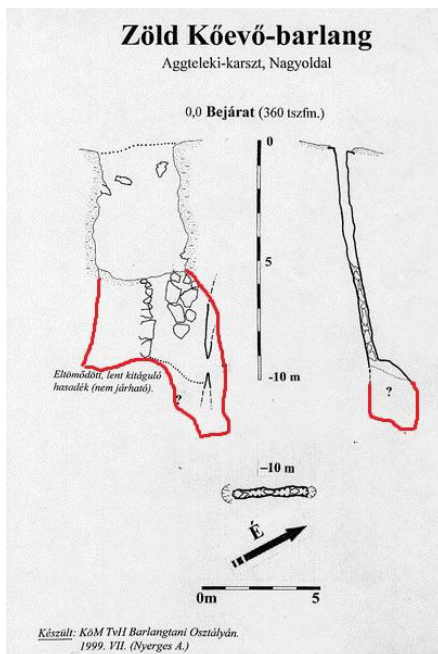 Zöld Kőevő-barlang
Aggteleki-karszt, Nagyoldal
0,0 Bejárat (360 tszfm.)
0
5
-10 m
Eltömődött, lent kitáguló
hasadék (nem járható).
?
?
–10 m
É
0m 5
Készült: KöM TvH Barlangtani Osztályán.
1999. VII. (Nyerges A.)